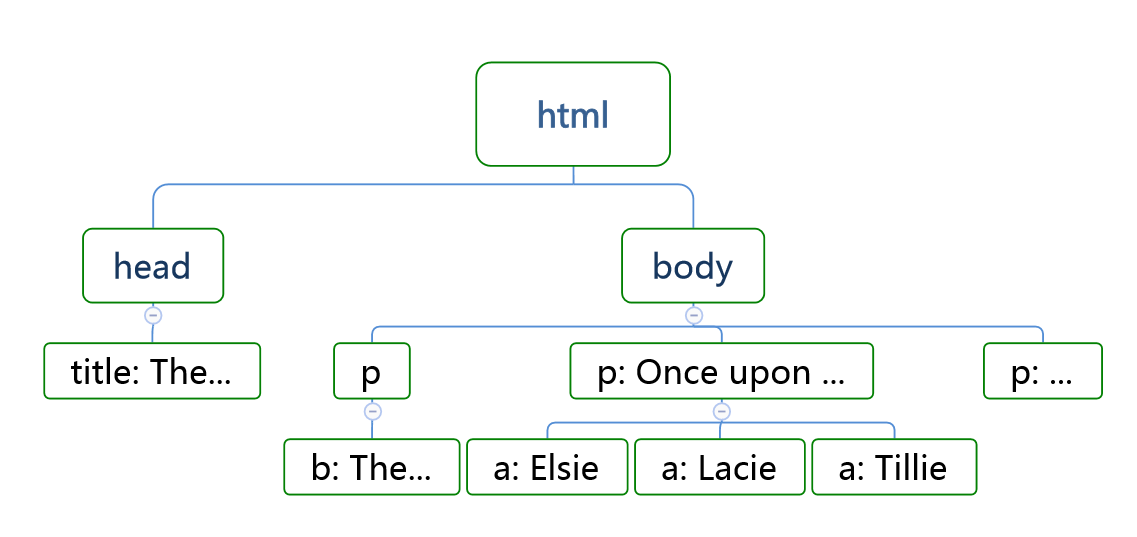 html
head
body
title: The...
p
p: Once upon ...
p: ...
b: The...
a: Elsie
a: Lacie
a: Tillie